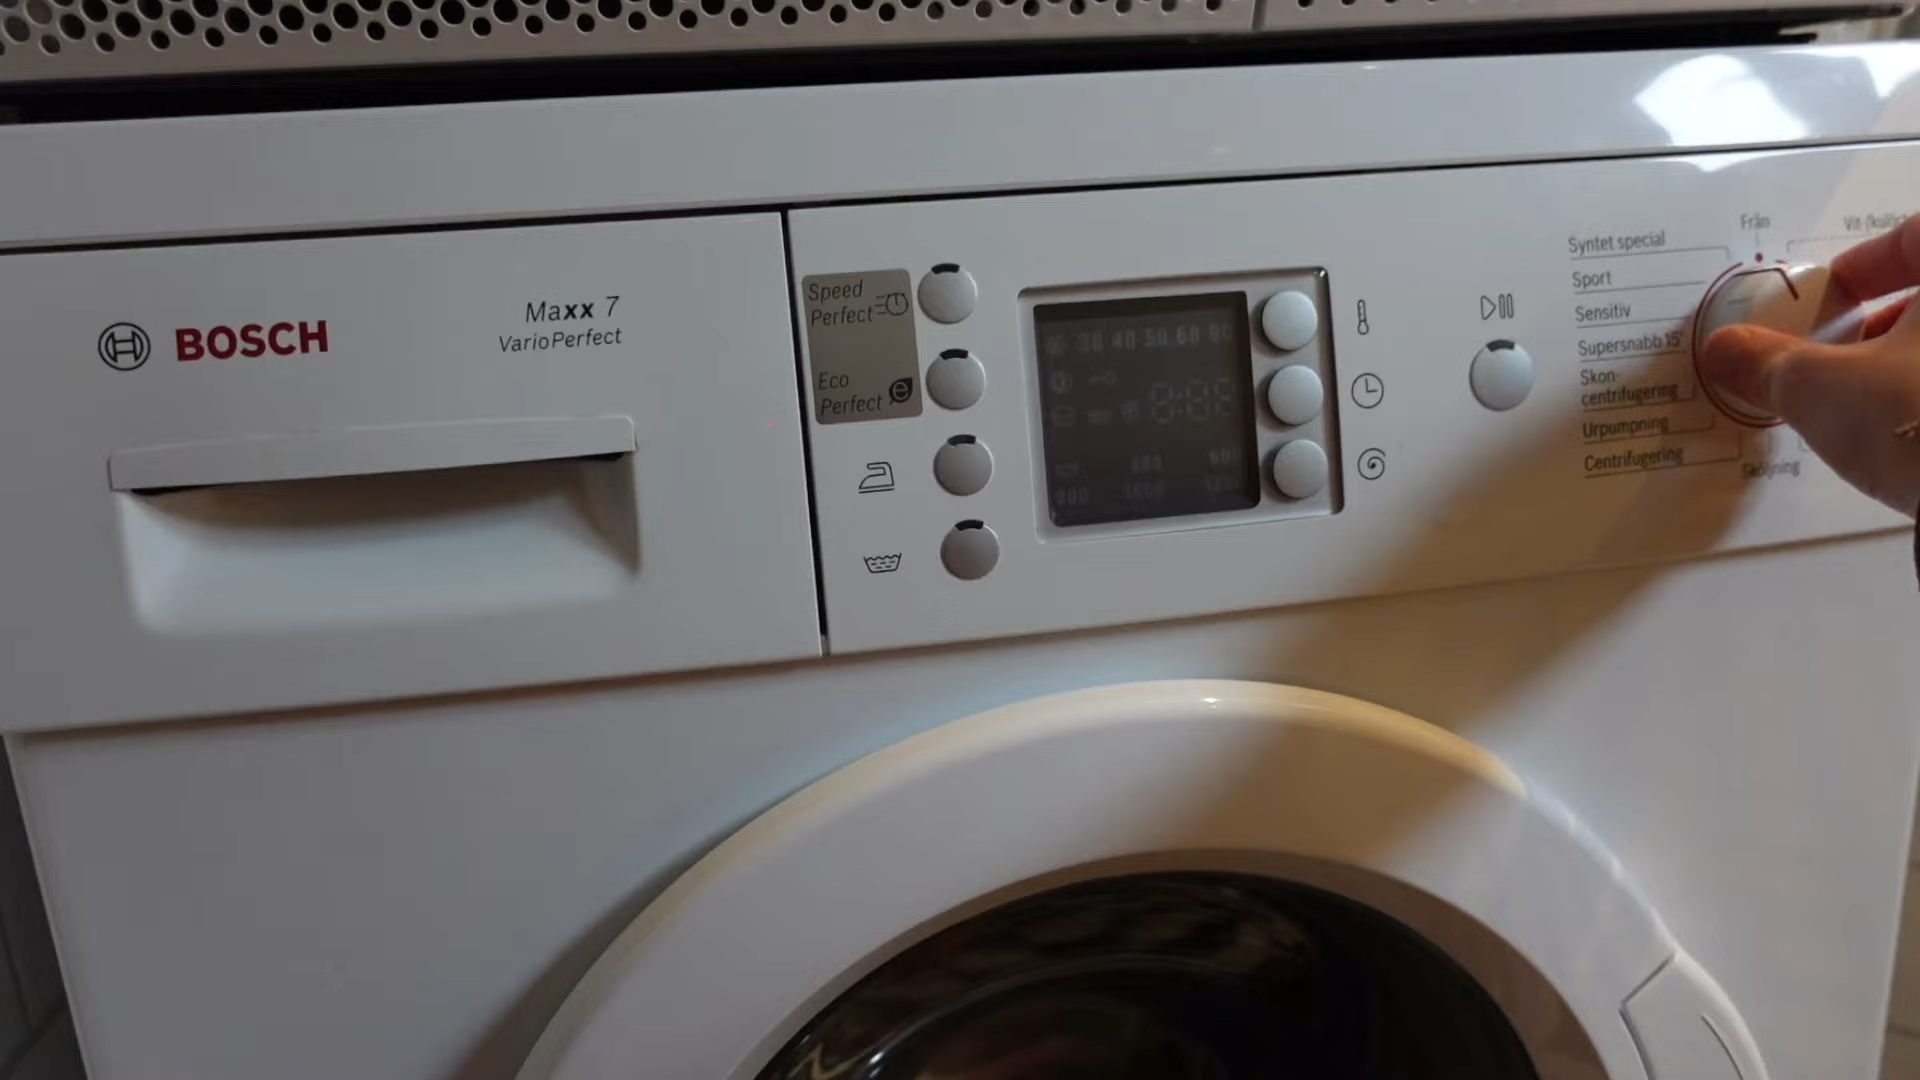 BOSCH
Maxx 7
VarioPerfect
Speed
Perfect
Eco
Perfect
30 40 50 60 90
Från
Syntet special
Sport
Sensitiv
Supersnabb 15'
Skon-
centrifugering
Urpumpning
Centrifugering
Sköljning